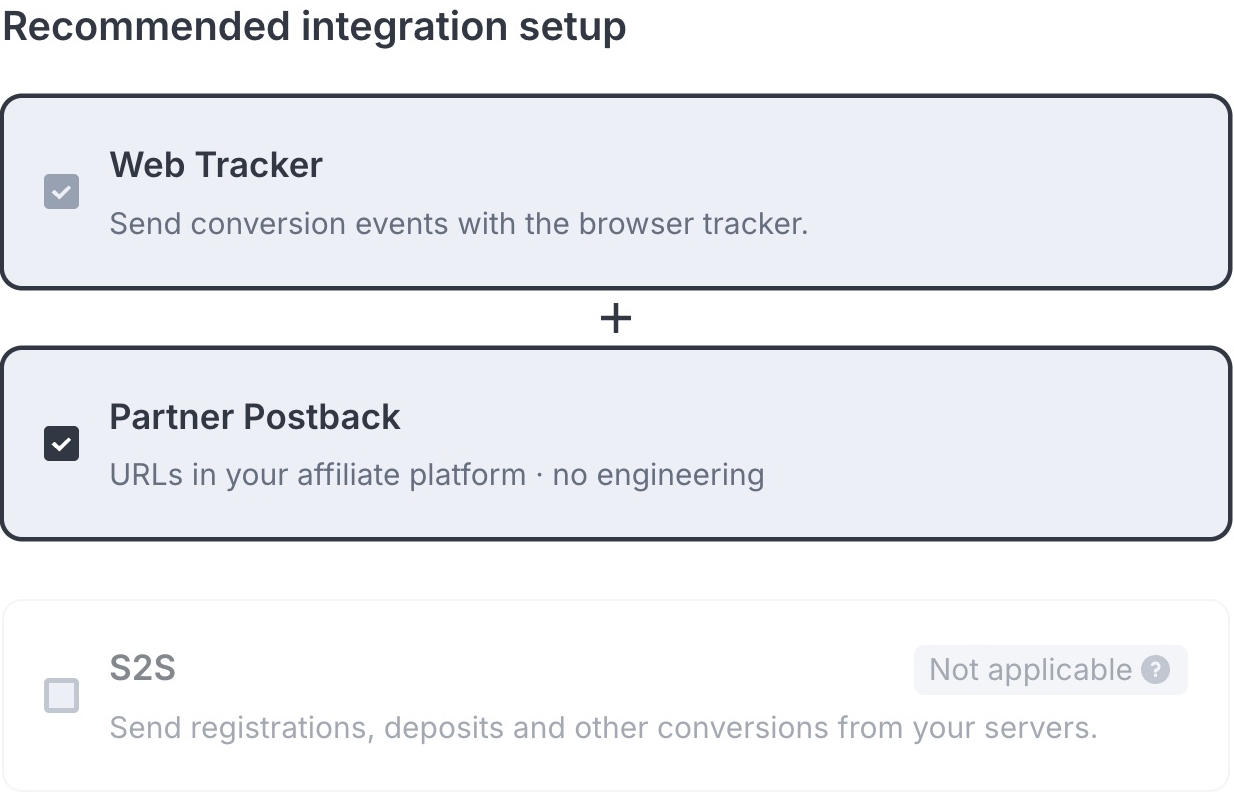 Recommended integration setup
Web Tracker
Send conversion events with the browser tracker.
+
Partner Postback
URLs in your affiliate platform · no engineering
S2S
Not applicable ?
Send registrations, deposits and other conversions from your servers.